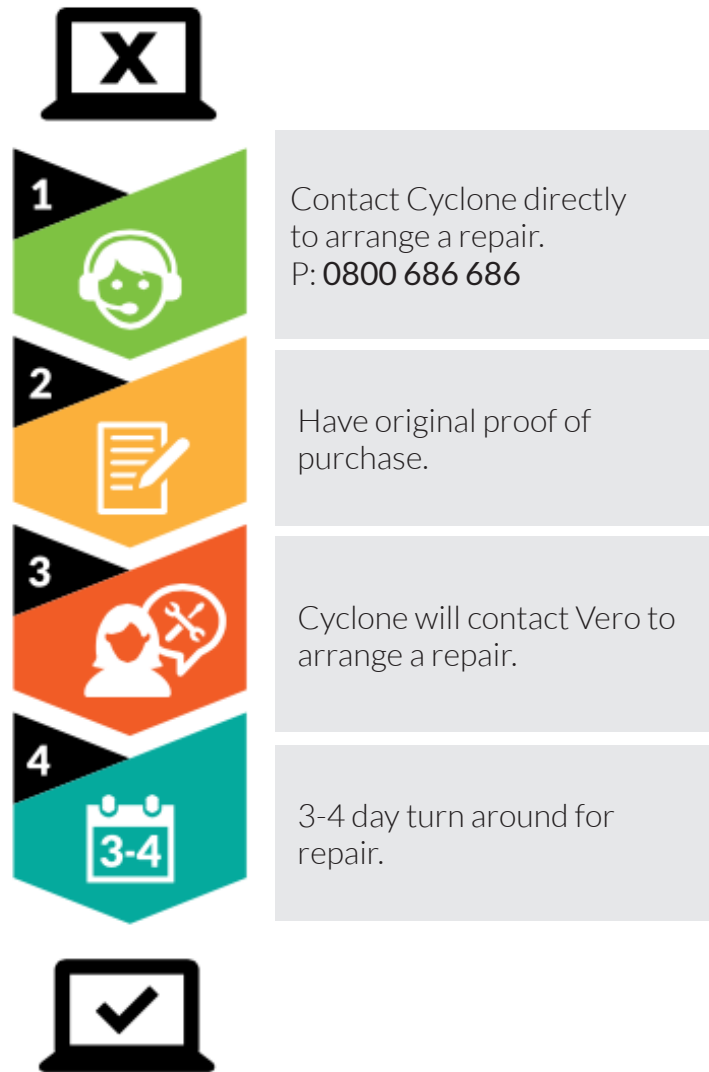 X
1
Contact Cyclone directly
to arrange a repair.
P: 0800 686 686
2
Have original proof of
purchase.
3
Cyclone will contact Vero to
arrange a repair.
4
3-4
3-4 day turn around for
repair.